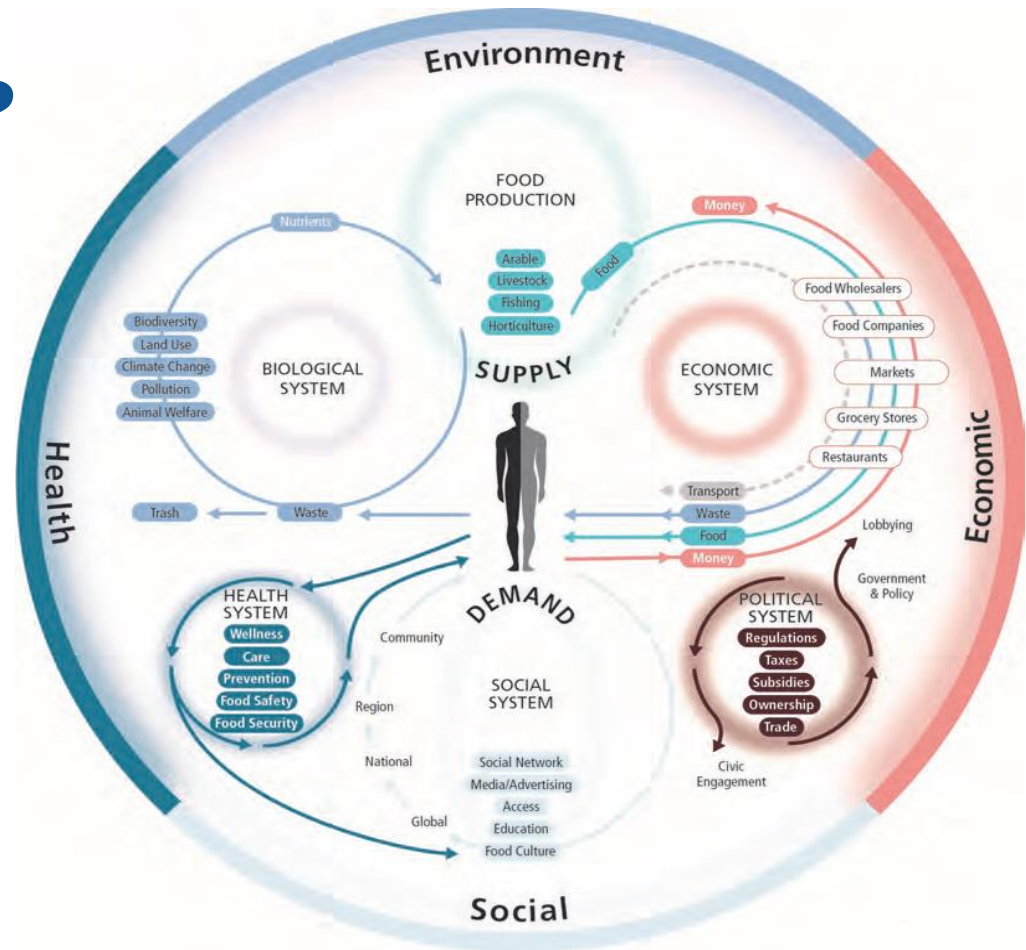 Environment
FOOD
PRODUCTION
Arable
Livestock
Fishing
Horticulture
SUPPLY
Nutrients
Biodiversity
Land Use
Climate Change
Pollution
Animal Welfare
BIOLOGICAL
SYSTEM
Trash
Waste
Money
Food
Food Wholesalers
Food Companies
Markets
Grocery Stores
Restaurants
ECONOMIC
SYSTEM
Transport
Waste
Food
Money
Health
Economic
DEMAND
HEALTH
SYSTEM
Wellness
Care
Prevention
Food Safety
Food Security
Community
Region
National
Global
SOCIAL
SYSTEM
Social Network
Media/Advertising
Access
Education
Food Culture
Lobbying
Government
& Policy
POLITICAL
SYSTEM
Regulations
Taxes
Subsidies
Ownership
Trade
Civic
Engagement
Social